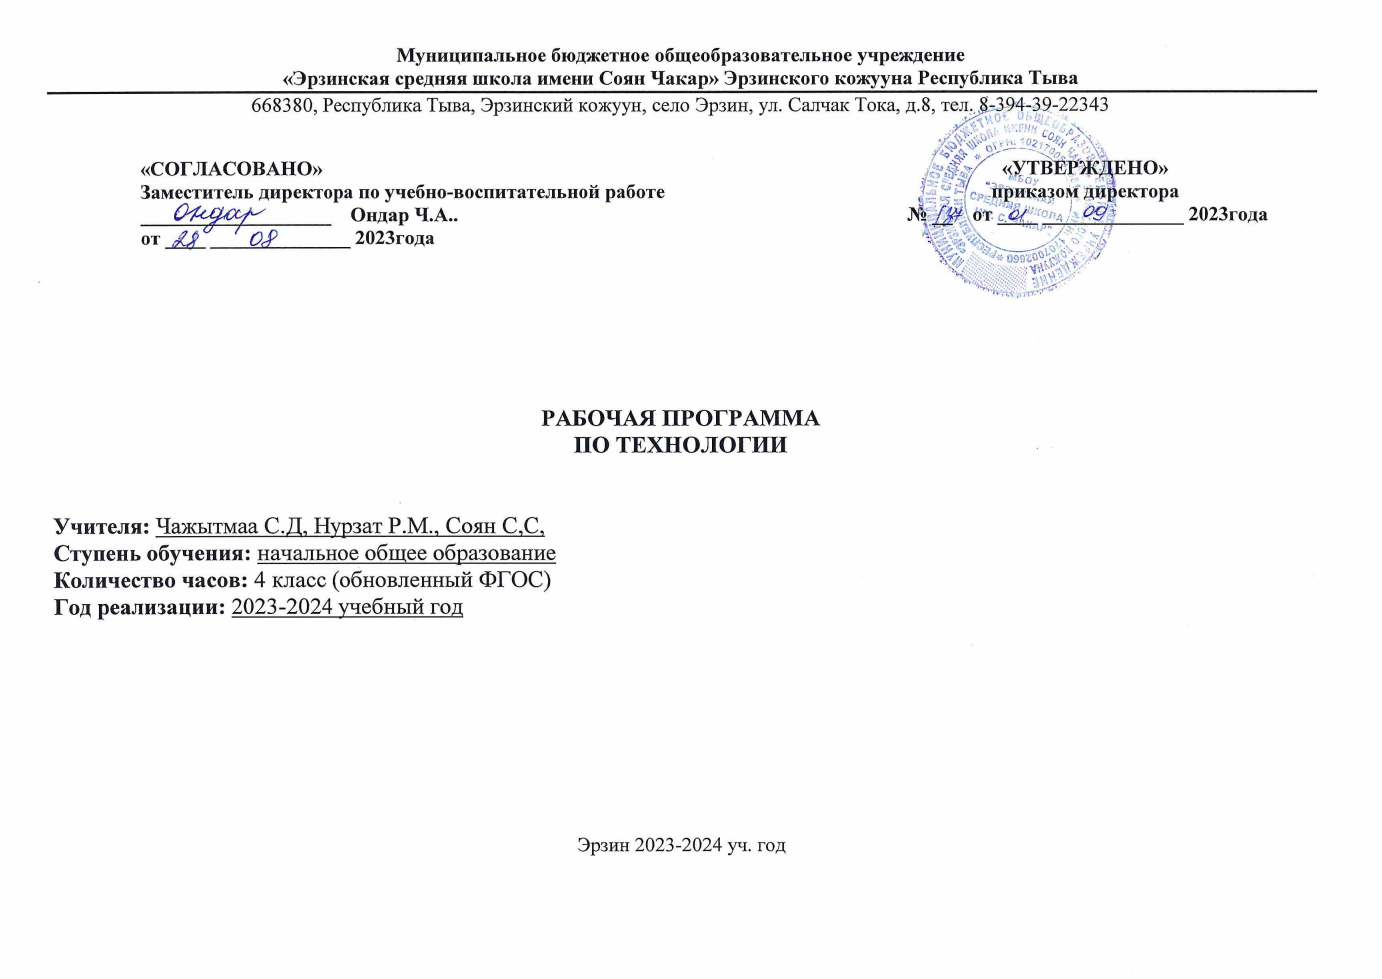 Муниципальное бюджетное общеобразовательное учреждение
«Эрзинская средняя школа имени Соян Чакар» Эрзинского кожууна Республика Тыва
668380, Республика Тыва, Эрзинский кожуун, село Эрзин, ул. Салчак Тока, д.8, тел. 8-394-39-22343
«СОГЛАСОВАНО»
Заместитель директора по учебно-воспитательной работе
Ондар Ондар Ч.А..
от 28 08 2023года
«УТВЕРЖДЕНО»
приказом директора
№ от 01 09 2023года
РАБОЧАЯ ПРОГРАММА
ПО ТЕХНОЛОГИИ
Учителя: Чажытмаа С.Д, Нурзат Р.М., Соян С,С,
Ступень обучения: начальное общее образование
Количество часов: 4 класс (обновленный ФГОС)
Год реализации: 2023-2024 учебный год
Эрзин 2023-2024 уч. год